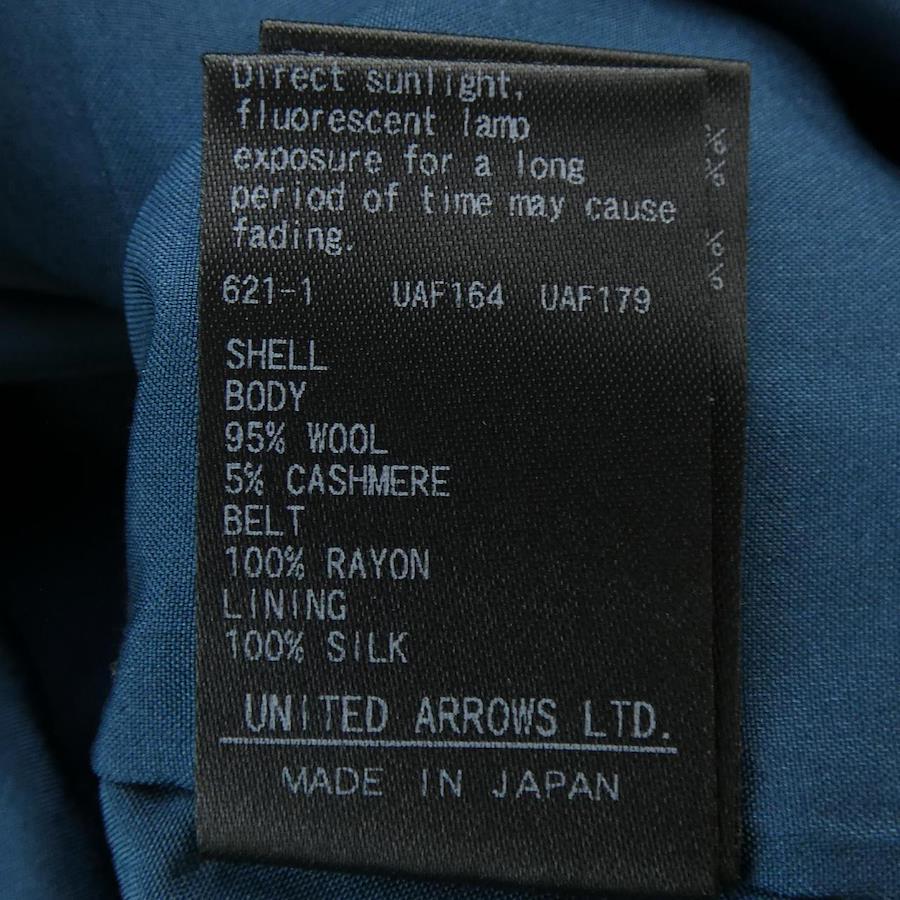 Direct sunlight,
fluorescent lamp
exposure for a long
period of time may cause
fading.
621-1 UAF164 UAF179
SHELL
BODY
95% WOOL
5% CASHMERE
BELT
100% RAYON
LINING
100% SILK
UNITED ARROWS LTD.
MADE IN JAPAN